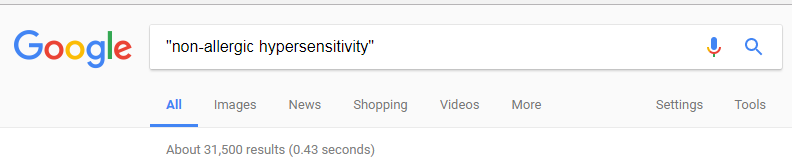 Google "non-allergic hypersensitivity"
All Images News Shopping Videos More Settings Tools
About 31,500 results (0.43 seconds)